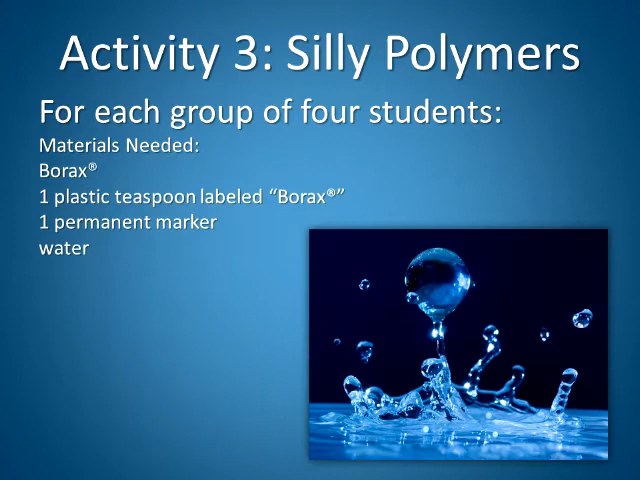 Activity 3: Silly Polymers
For each group of four students:
Materials Needed:
Borax®
1 plastic teaspoon labeled “Borax®”
1 permanent marker
water